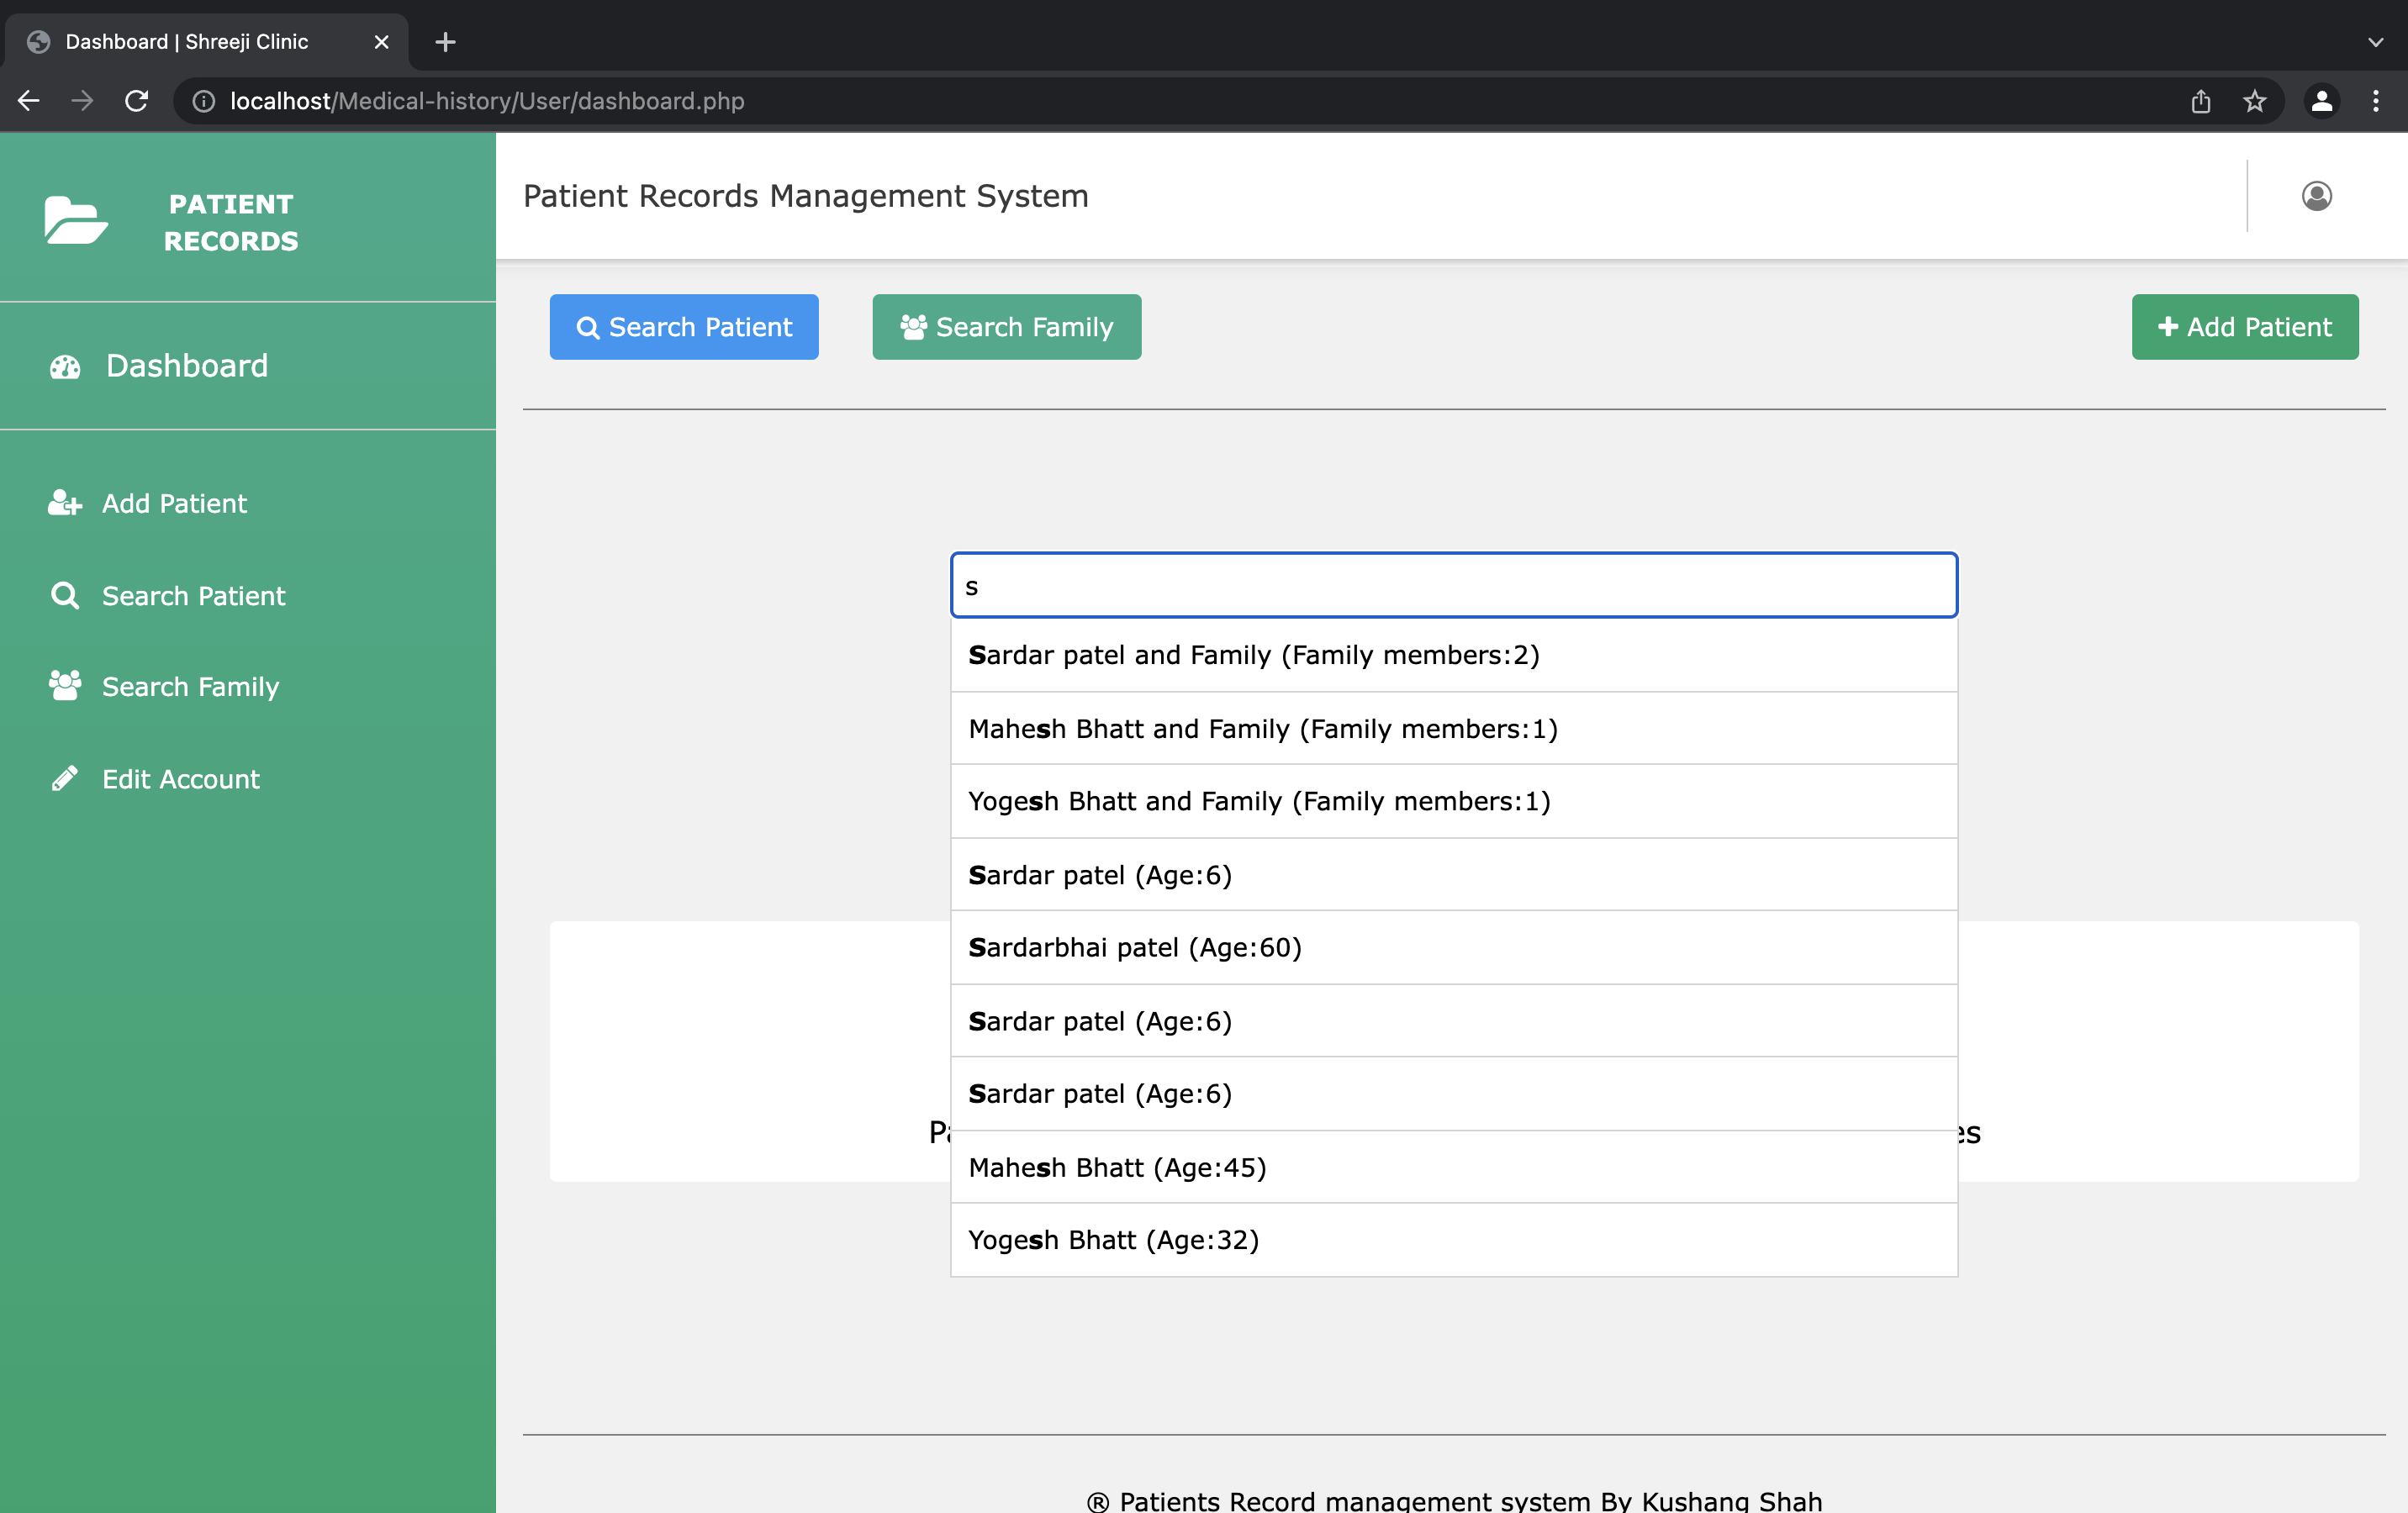 Dashboard | Shreeji Clinic
localhost/Medical-history/User/dashboard.php
PATIENT
RECORDS
Patient Records Management System
Search Patient
Search Family
Add Patient
Dashboard
Add Patient
Search Patient
Search Family
Edit Account
s
Sardar patel and Family (Family members:2)
Mahesh Bhatt and Family (Family members:1)
Yogesh Bhatt and Family (Family members:1)
Sardar patel (Age:6)
Sardarbhai patel (Age:60)
Sardar patel (Age:6)
Sardar patel (Age:6)
Mahesh Bhatt (Age:45)
Yogesh Bhatt (Age:32)
® Patients Record management system By Kushang Shah